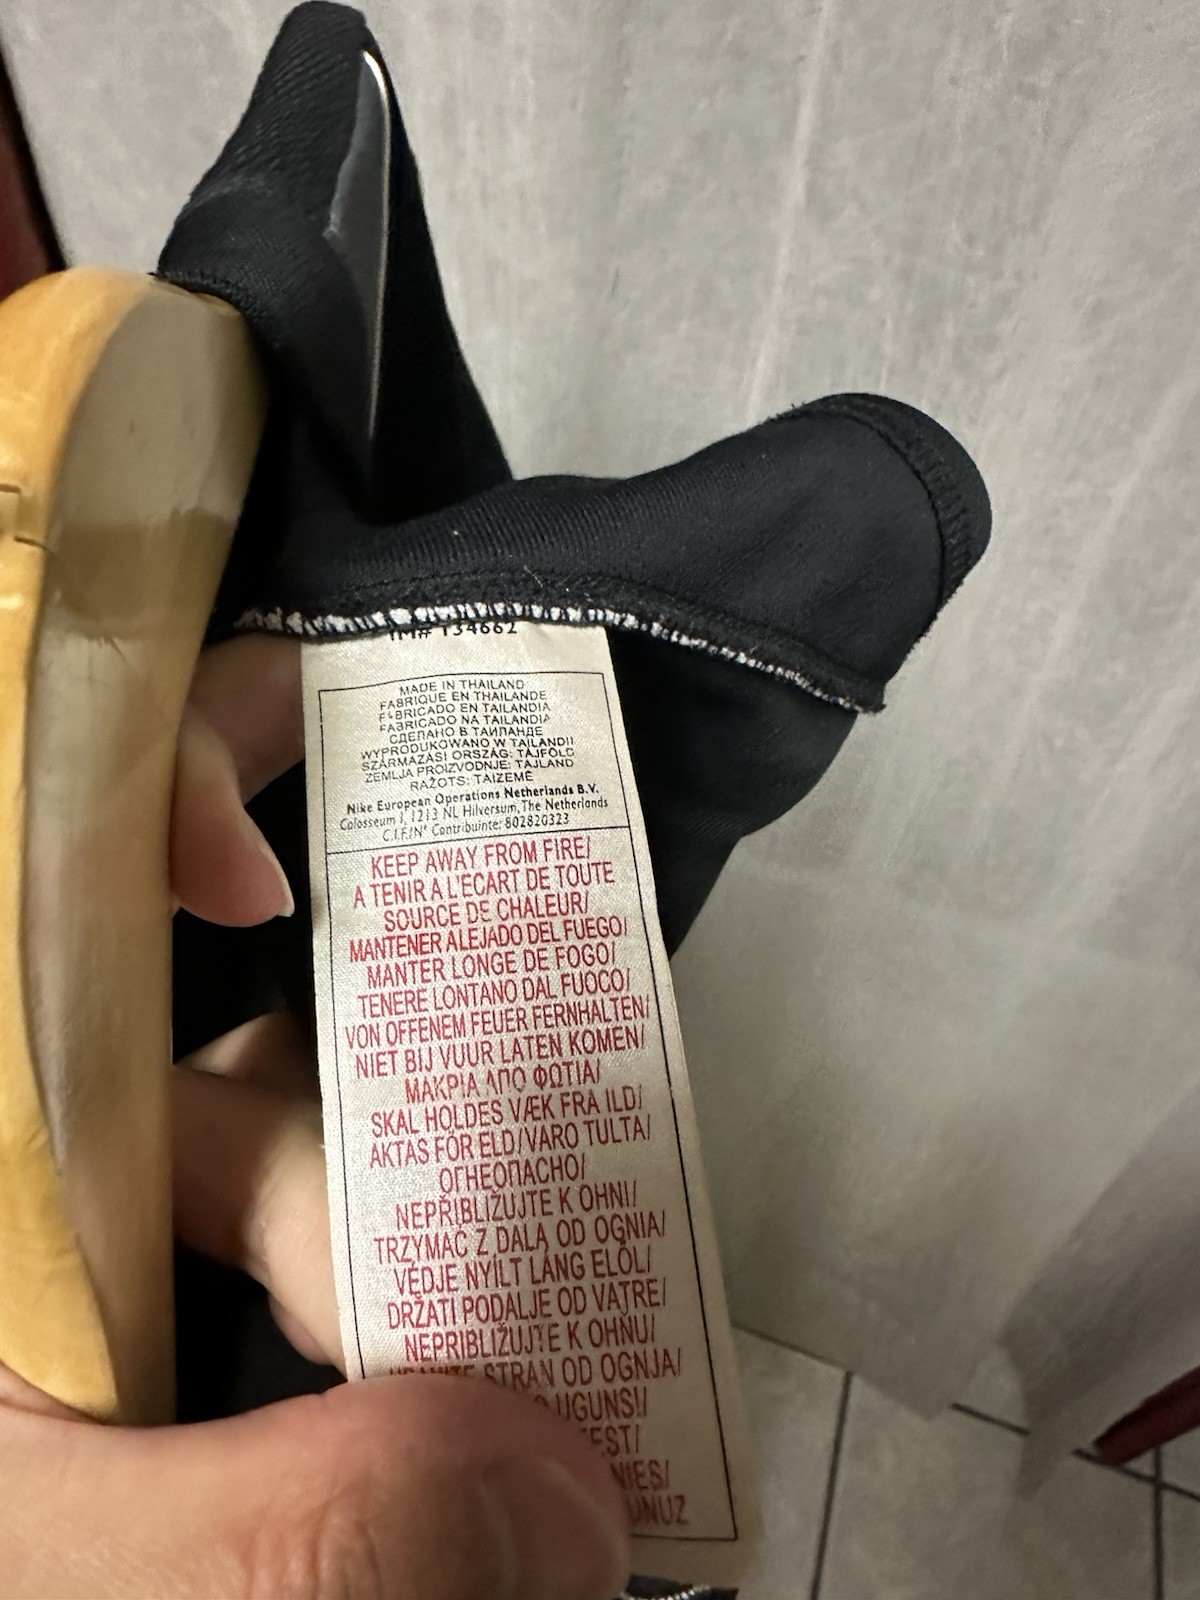 IM# 134662
MADE IN THAILAND
FABRIQUE EN THAILANDE
FABRICADO EN TAILANDIA
FABRICADO NA TAILANDIA
СДЕЛАНО В ТАИЛАНДЕ
WYPRODUKOWANO W TAJLANDII
SZÁRMAZÁSI ORSZÁG: TAJFÖLD
ZEMLJA PROIZVODNJE: TAJLAND
RAŽOTS: TAIZEMĒ
Nike European Operations Netherlands B.V.
Colosseum 1, 1213 NL Hilversum, The Netherlands
C.I.F./N° Contribuinte: 802820323
KEEP AWAY FROM FIRE/
A TENIR A L'ECART DE TOUTE
SOURCE DE CHALEUR/
MANTENER ALEJADO DEL FUEGO/
MANTER LONGE DE FOGO/
TENERE LONTANO DAL FUOCO/
VON OFFENEM FEUER FERNHALTEN/
NIET BIJ VUUR LATEN KOMEN/
ΜΑΚΡΙΑ ΑΠΟ ΦΩΤΙΑ/
SKAL HOLDES VÆK FRA ILD/
AKTAS FÖR ELD/VARO TULTA/
ОГНЕОПАСНО/
NEPŘIBLIŽUJTE K OHNI/
TRZYMAĆ Z DALA OD OGNIA/
VÉDJE NYÍLT LÁNG ELŐL/
DRŽATI PODALJE OD VATRE/
NEPRIBLIŽUJTE K OHŇU/
STRAN OD OGNJA/
UGUNS!/